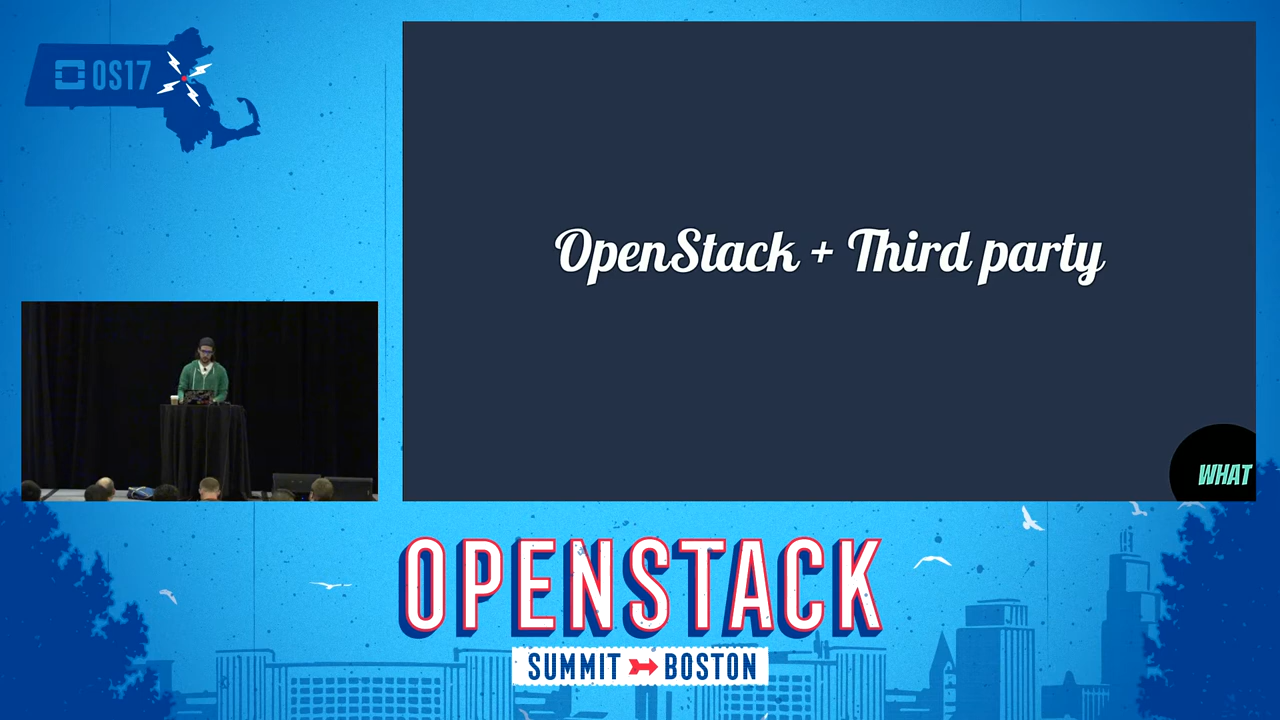 OS17
OpenStack + Third party
WHAT
OPENSTACK
SUMMIT BOSTON